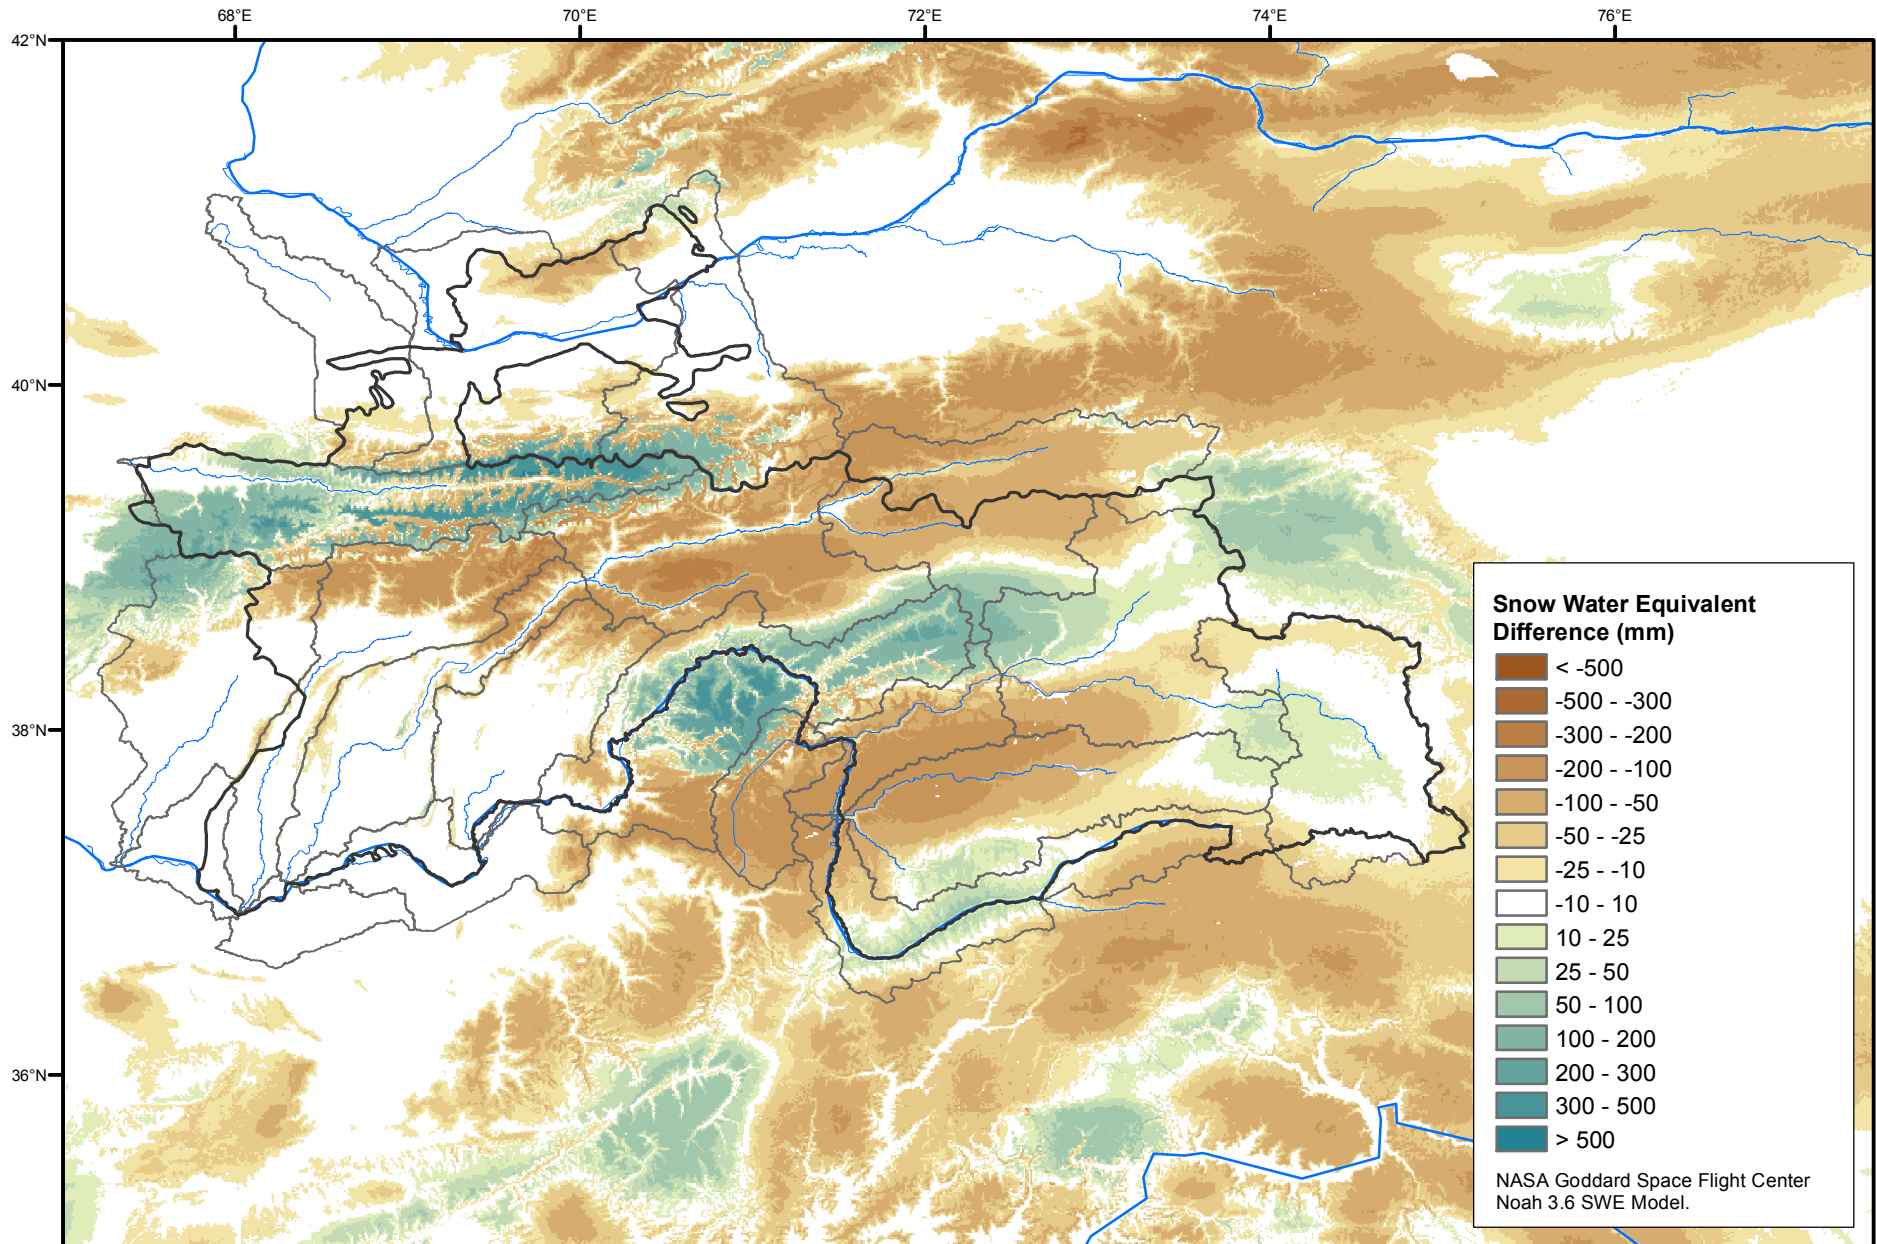 68°E 70°E 72°E 74°E 76°E
42°N
40°N
38°N
36°N
Snow Water Equivalent
Difference (mm)
< -500
-500 - -300
-300 - -200
-200 - -100
-100 - -50
-50 - -25
-25 - -10
-10 - 10
10 - 25
25 - 50
50 - 100
100 - 200
200 - 300
300 - 500
> 500
NASA Goddard Space Flight Center
Noah 3.6 SWE Model.